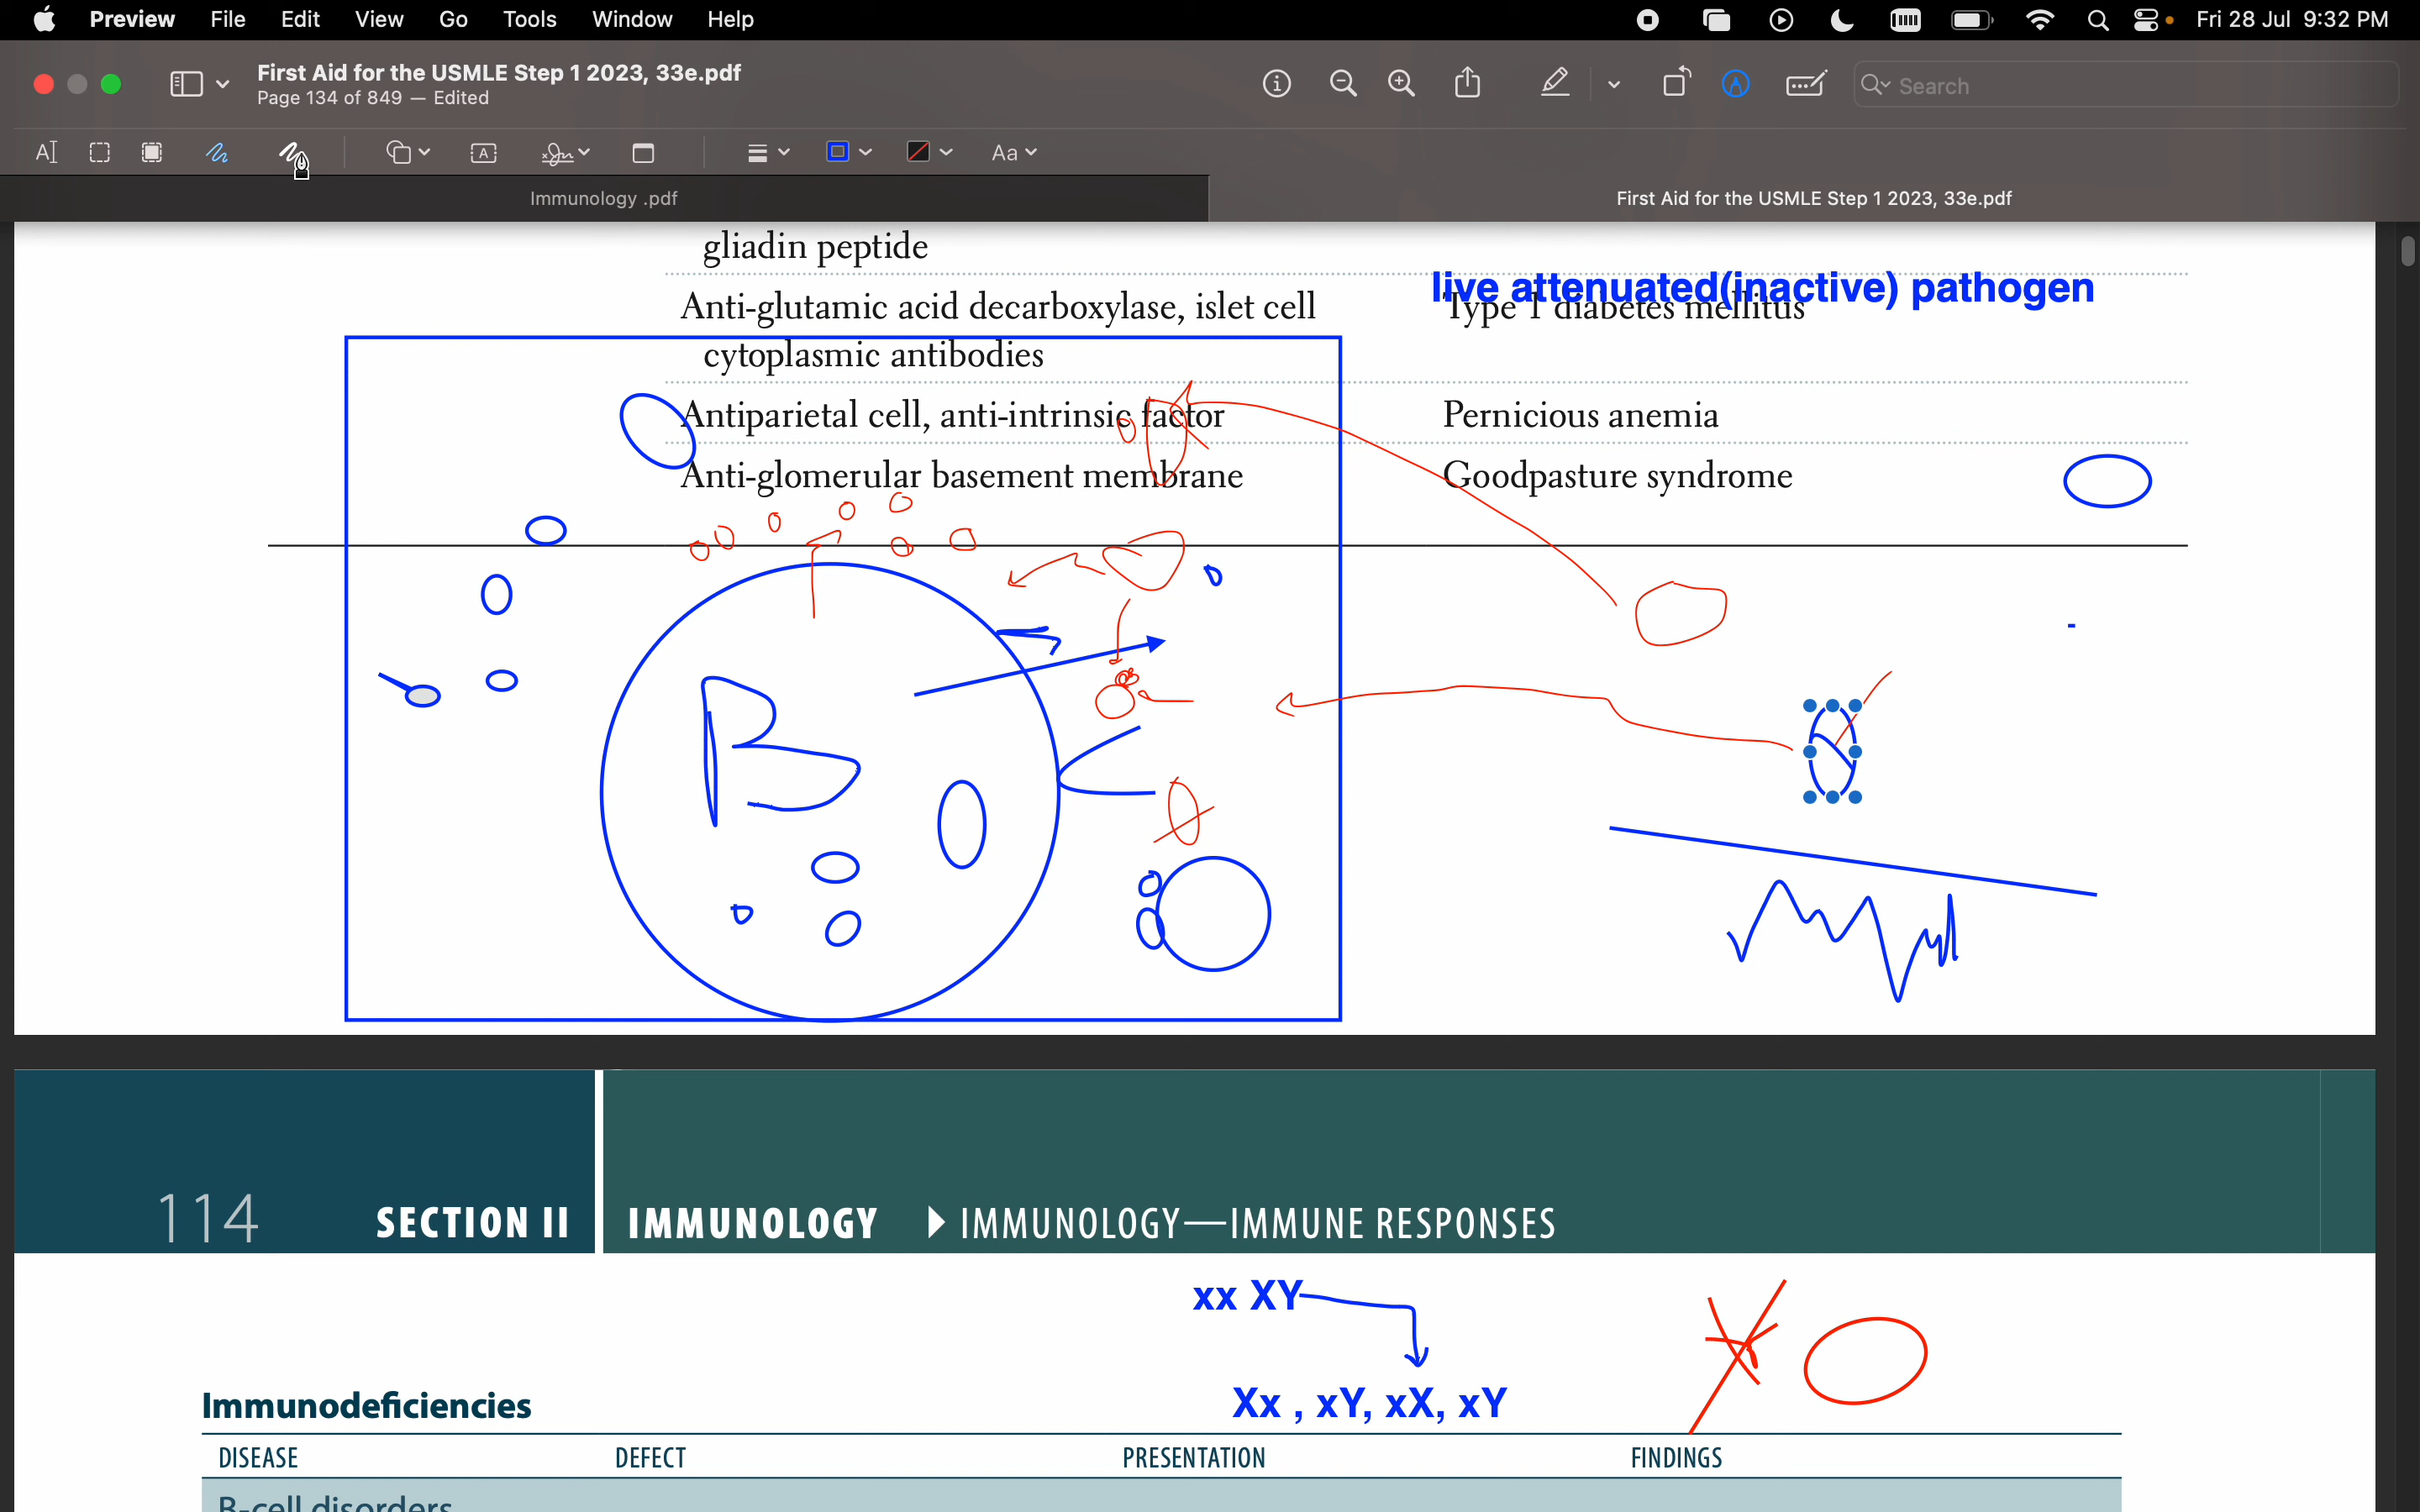 Preview File Edit View Go Tools Window Help
Fri 28 Jul 9:32 PM
First Aid for the USMLE Step 1 2023, 33e.pdf
Page 134 of 849 — Edited
Search
Aa
Immunology .pdf
First Aid for the USMLE Step 1 2023, 33e.pdf
gliadin peptide
live attenuated(inactive) pathogen
Anti-glutamic acid decarboxylase, islet cell Type 1 diabetes mellitus
cytoplasmic antibodies
Antiparietal cell, anti-intrinsic factor Pernicious anemia
Anti-glomerular basement membrane Goodpasture syndrome
B
114 SECTION II IMMUNOLOGY ▶ IMMUNOLOGY—IMMUNE RESPONSES
xx XY
Xx , xY, xX, xY
Immunodeficiencies
DISEASE DEFECT PRESENTATION FINDINGS
B-cell disorders